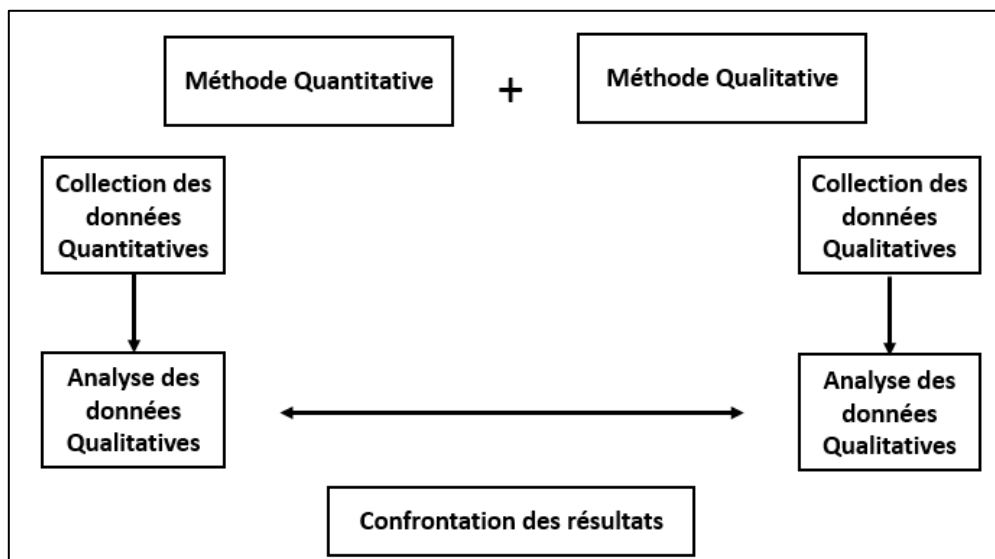 Méthode Quantitative
+
Méthode Qualitative
Collection des
données
Quantitatives
Collection des
données
Qualitatives
Analyse des
données
Qualitatives
Analyse des
données
Qualitatives
Confrontation des résultats